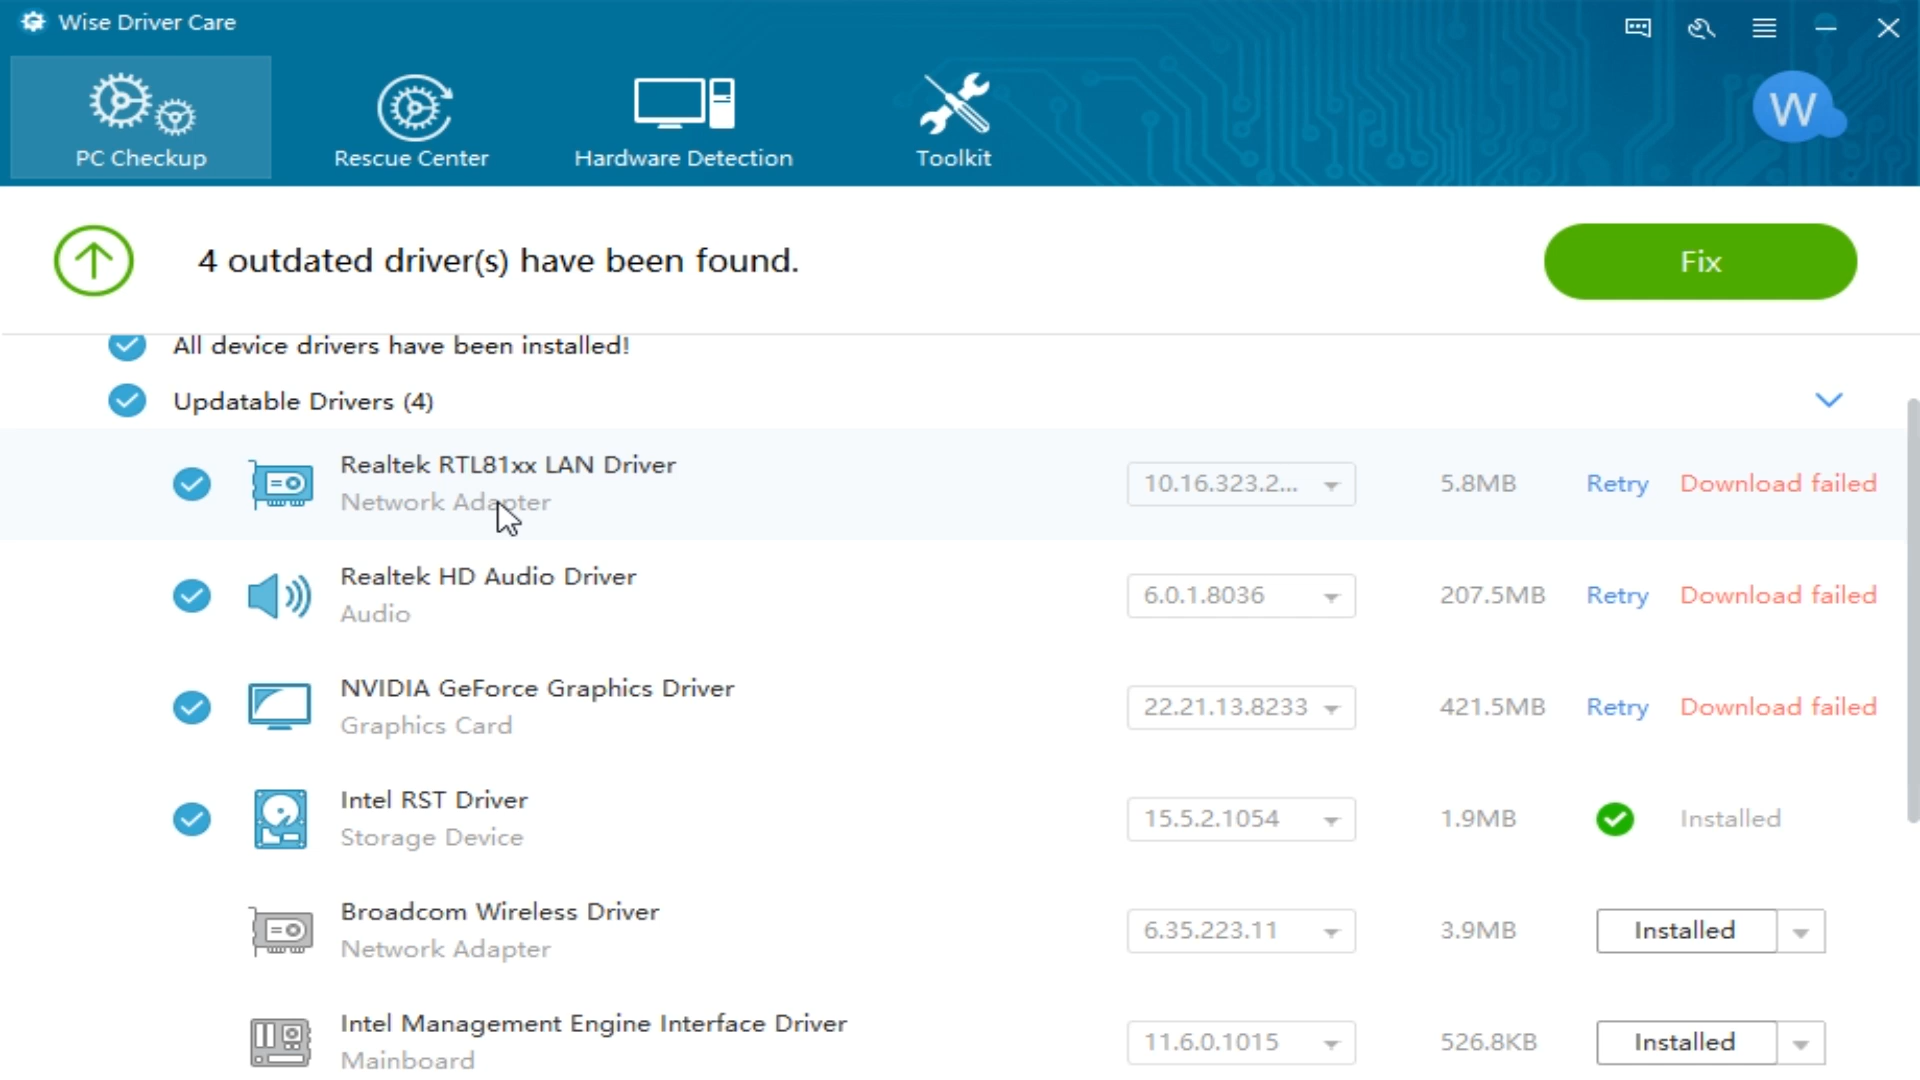 Wise Driver Care
PC Checkup
Rescue Center
Hardware Detection
Toolkit
W
4 outdated driver(s) have been found.
Fix
All device drivers have been installed!
Updatable Drivers (4)
Realtek RTL81xx LAN Driver
Network Adapter
10.16.323.2... 5.8MB Retry Download failed
Realtek HD Audio Driver
Audio
6.0.1.8036 207.5MB Retry Download failed
NVIDIA GeForce Graphics Driver
Graphics Card
22.21.13.8233 421.5MB Retry Download failed
Intel RST Driver
Storage Device
15.5.2.1054 1.9MB Installed
Broadcom Wireless Driver
Network Adapter
6.35.223.11 3.9MB Installed
Intel Management Engine Interface Driver
Mainboard
11.6.0.1015 526.8KB Installed